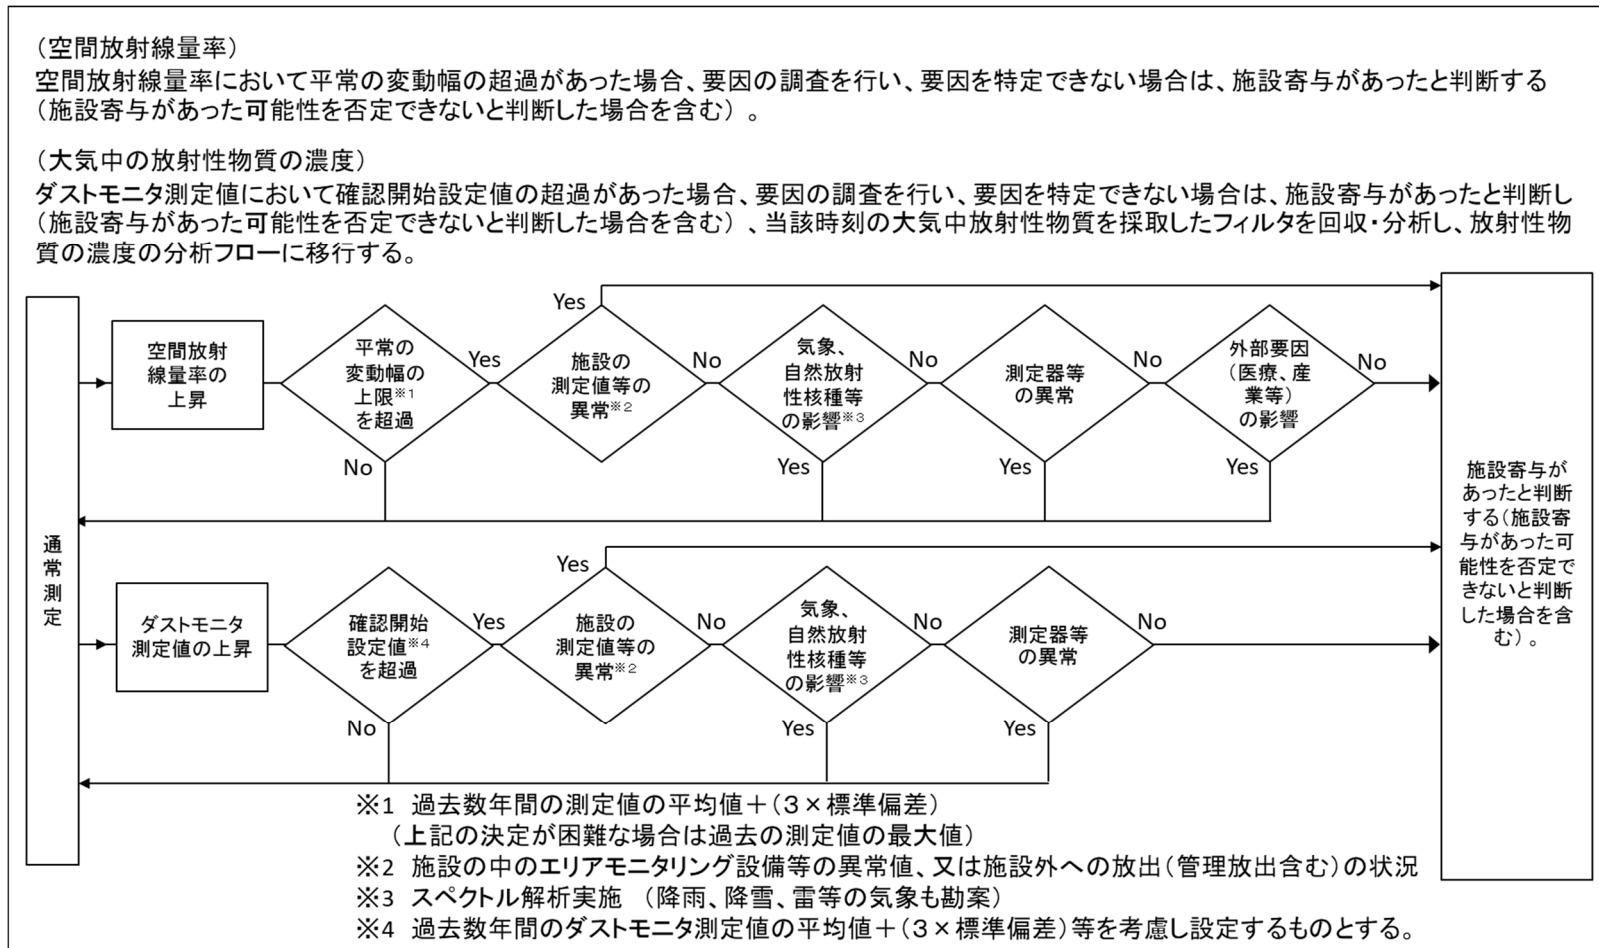 （空間放射線量率）
空間放射線量率において平常の変動幅の超過があった場合、要因の調査を行い、要因を特定できない場合は、施設寄与があったと判断する
（施設寄与があった可能性を否定できないと判断した場合を含む）。
（大気中の放射性物質の濃度）
ダストモニタ測定値において確認開始設定値の超過があった場合、要因の調査を行い、要因を特定できない場合は、施設寄与があったと判断し
（施設寄与があった可能性を否定できないと判断した場合を含む）、当該時刻の大気中放射性物質を採取したフィルタを回収・分析し、放射性物
質の濃度の分析フローに移行する。
通常測定
空間放射
線量率の
上昇
平常の
変動幅の
上限※1
を超過
Yes
No
施設の
測定値等の
異常※2
Yes
No
気象、
自然放射
性核種等
の影響※3
No
Yes
測定器等
の異常
No
Yes
外部要因
（医療、産
業等）
の影響
No
Yes
ダストモニタ
測定値の上昇
確認開始
設定値※4
を超過
Yes
No
施設の
測定値等の
異常※2
Yes
No
気象、
自然放射
性核種等
の影響※3
No
Yes
測定器等
の異常
No
Yes
施設寄与が
あったと判断
する（施設寄
与があった可
能性を否定で
きないと判断
した場合を含
む）。
※1 過去数年間の測定値の平均値＋（3×標準偏差）
（上記の決定が困難な場合は過去の測定値の最大値）
※2 施設の中のエリアモニタリング設備等の異常値、又は施設外への放出（管理放出含む）の状況
※3 スペクトル解析実施 （降雨、降雪、雷等の気象も勘案）
※4 過去数年間のダストモニタ測定値の平均値＋（3×標準偏差）等を考慮し設定するものとする。